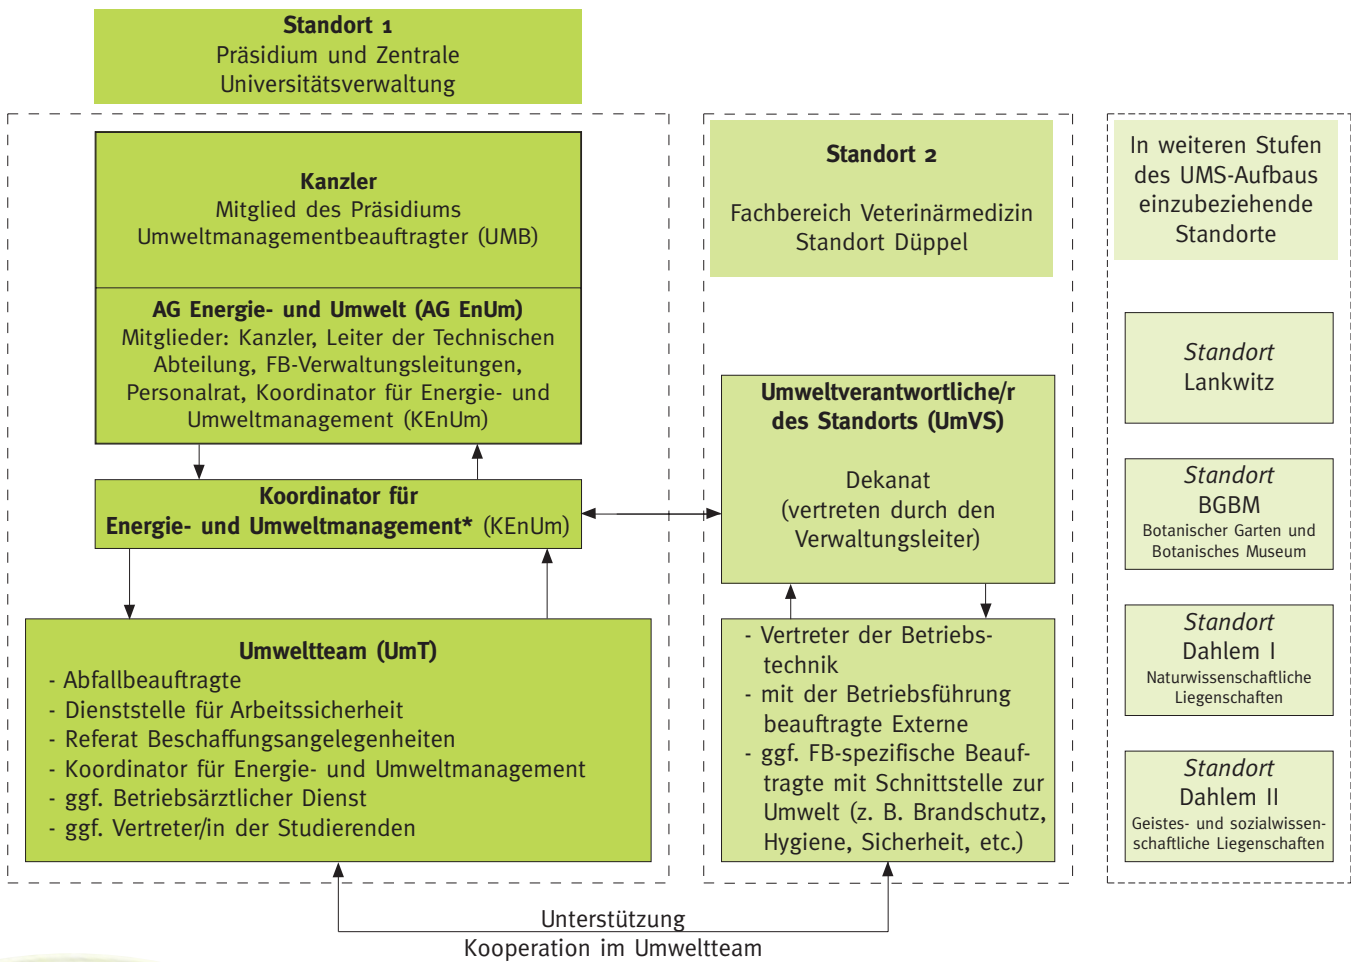 Standort 1
Präsidium und Zentrale
Universitätsverwaltung
Kanzler
Mitglied des Präsidiums
Umweltmanagementbeauftragter (UMB)
AG Energie- und Umwelt (AG EnUm)
Mitglieder: Kanzler, Leiter der Technischen
Abteilung, FB-Verwaltungsleitungen,
Personalrat, Koordinator für Energie- und
Umweltmanagement (KEnUm)
Koordinator für
Energie- und Umweltmanagement* (KEnUm)
Umweltteam (UmT)
- Abfallbeauftragte
- Dienststelle für Arbeitssicherheit
- Referat Beschaffungsangelegenheiten
- Koordinator für Energie- und Umweltmanagement
- ggf. Betriebsärztlicher Dienst
- ggf. Vertreter/in der Studierenden
Standort 2
Fachbereich Veterinärmedizin
Standort Düppel
Umweltverantwortliche/r
des Standorts (UmVS)
Dekanat
(vertreten durch den
Verwaltungsleiter)
- Vertreter der Betriebs-
technik
- mit der Betriebsführung
beauftragte Externe
- ggf. FB-spezifische Beauf-
tragte mit Schnittstelle zur
Umwelt (z. B. Brandschutz,
Hygiene, Sicherheit, etc.)
In weiteren Stufen
des UMS-Aufbaus
einzubeziehende
Standorte
Standort
Lankwitz
Standort
BGBM
Botanischer Garten und
Botanisches Museum
Standort
Dahlem I
Naturwissenschaftliche
Liegenschaften
Standort
Dahlem II
Geistes- und sozialwissen-
schaftliche Liegenschaften
Unterstützung
Kooperation im Umweltteam